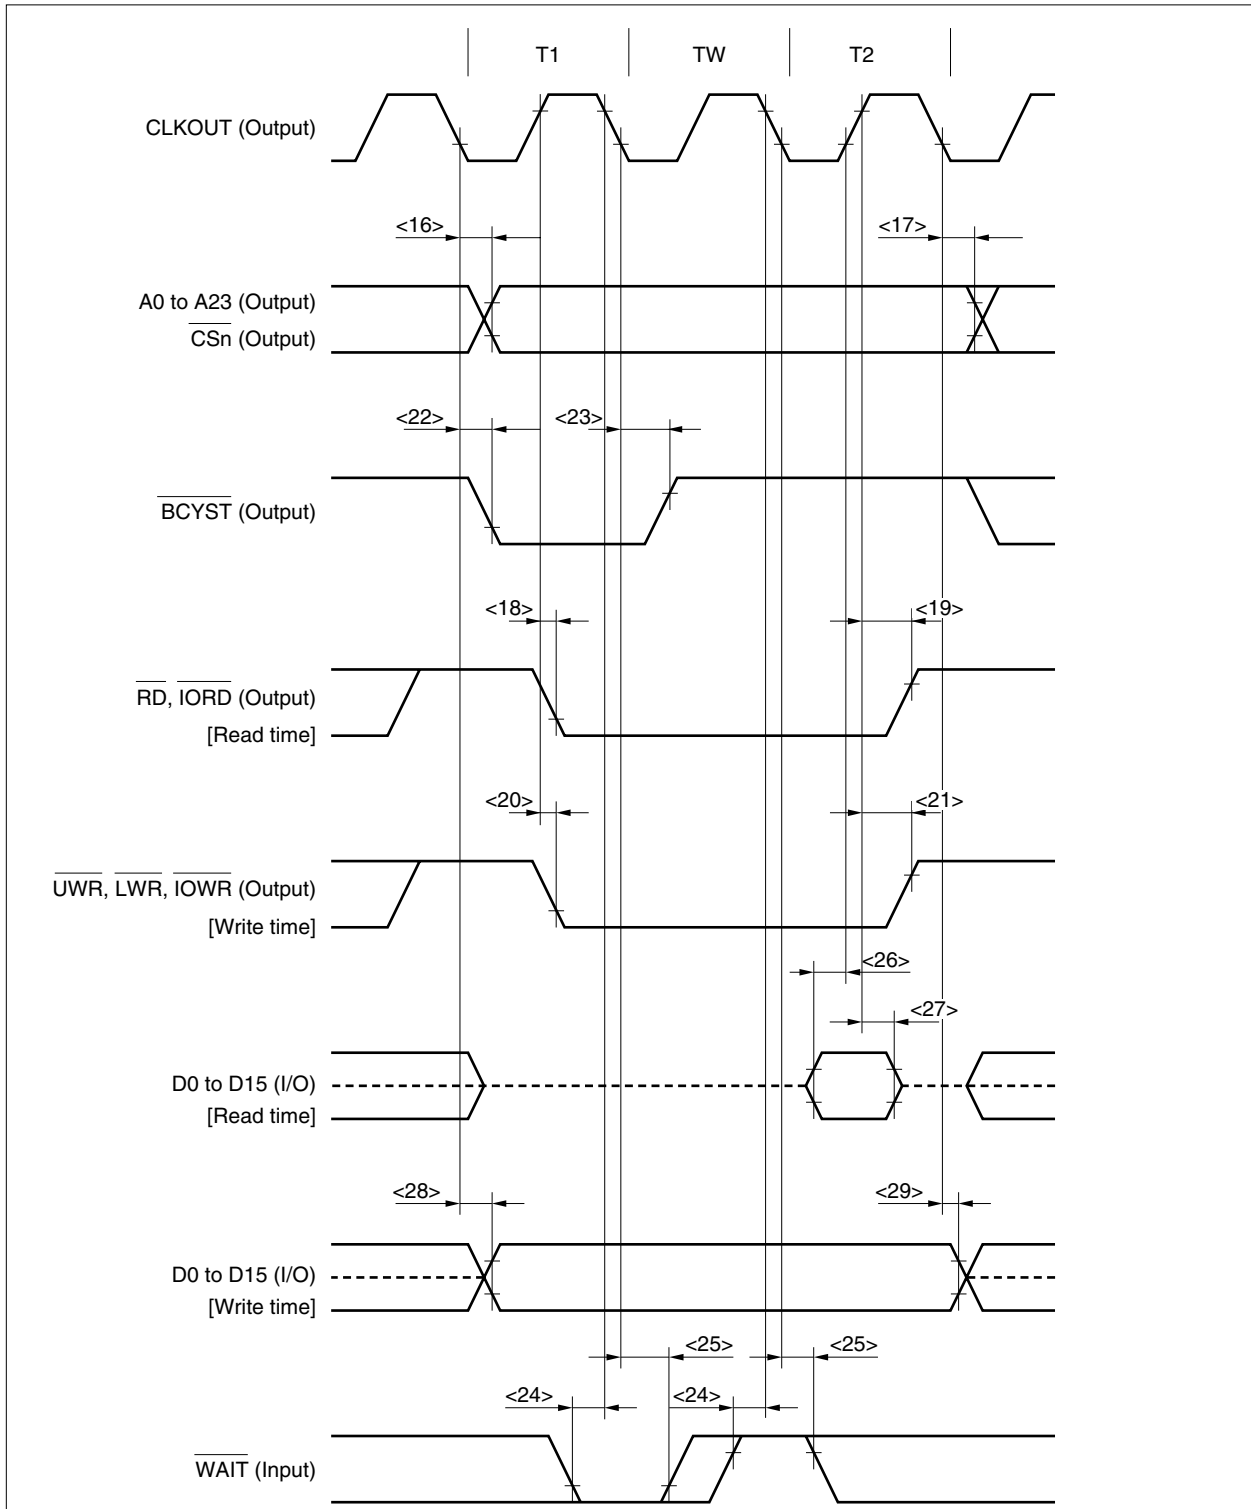 T1 TW T2
CLKOUT (Output)
<16> <17>
A0 to A23 (Output)
CSn (Output)
<22> <23>
BCYST (Output)
<18> <19>
RD, IORD (Output)
[Read time]
<20> <21>
UWR, LWR, IOWR (Output)
[Write time]
<26>
<27>
D0 to D15 (I/O)
[Read time]
<28> <29>
D0 to D15 (I/O)
[Write time]
<25> <25>
<24> <24>
WAIT (Input)